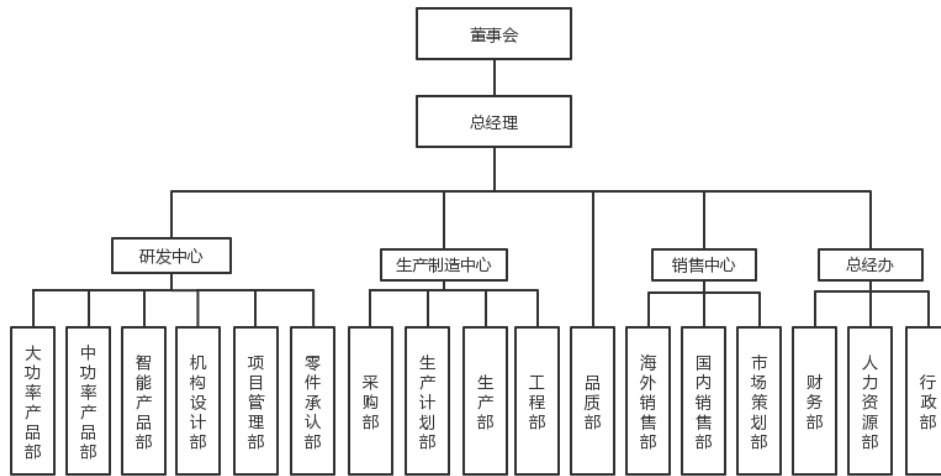 董事会
总经理
研发中心
生产制造中心
销售中心
总经办
大功率产品部
中功率产品部
智能产品部
机构设计部
项目管理部
零件承认部
采购部
生产计划部
生产部
工程部
品质部
海外销售部
国内销售部
市场策划部
财务部
人力资源部
行政部